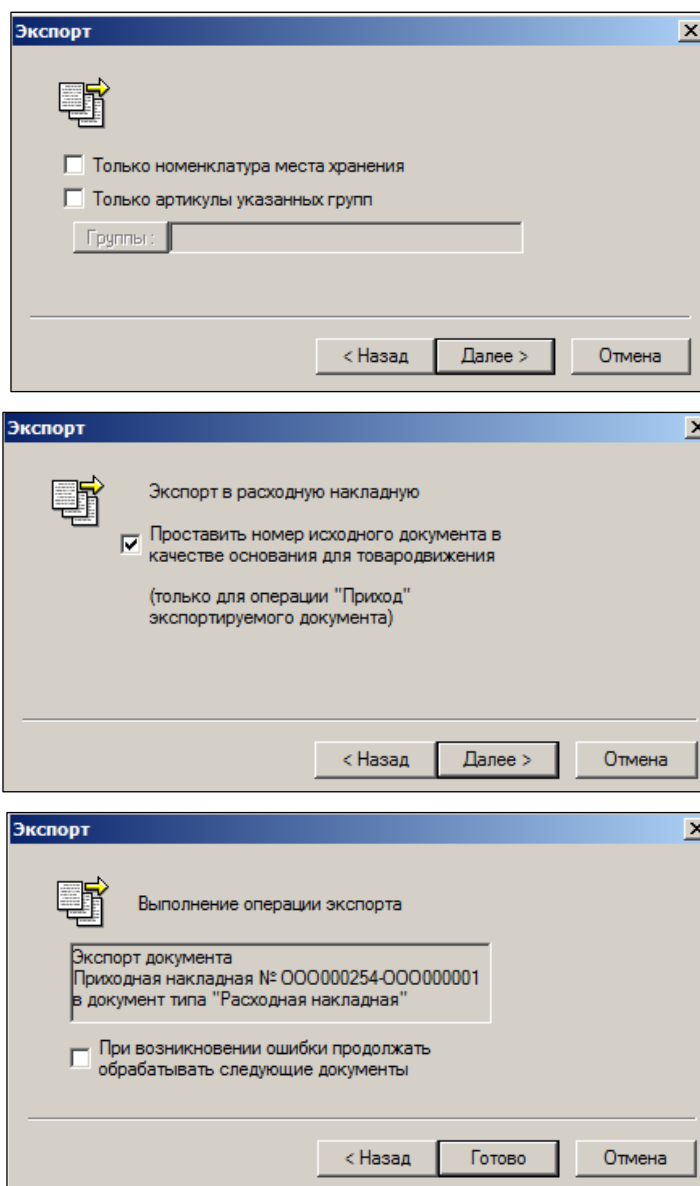 Экспорт
Только номенклатура места хранения
Только артикулы указанных групп
Группы :
< Назад Далее > Отмена
Экспорт
Экспорт в расходную накладную
Проставить номер исходного документа в
качестве основания для товародвижения
(только для операции "Приход"
экспортируемого документа)
< Назад Далее > Отмена
Экспорт
Выполнение операции экспорта
Экспорт документа
Приходная накладная № ООО000254-ООО000001
в документ типа "Расходная накладная"
При возникновении ошибки продолжать
обрабатывать следующие документы
< Назад Готово Отмена